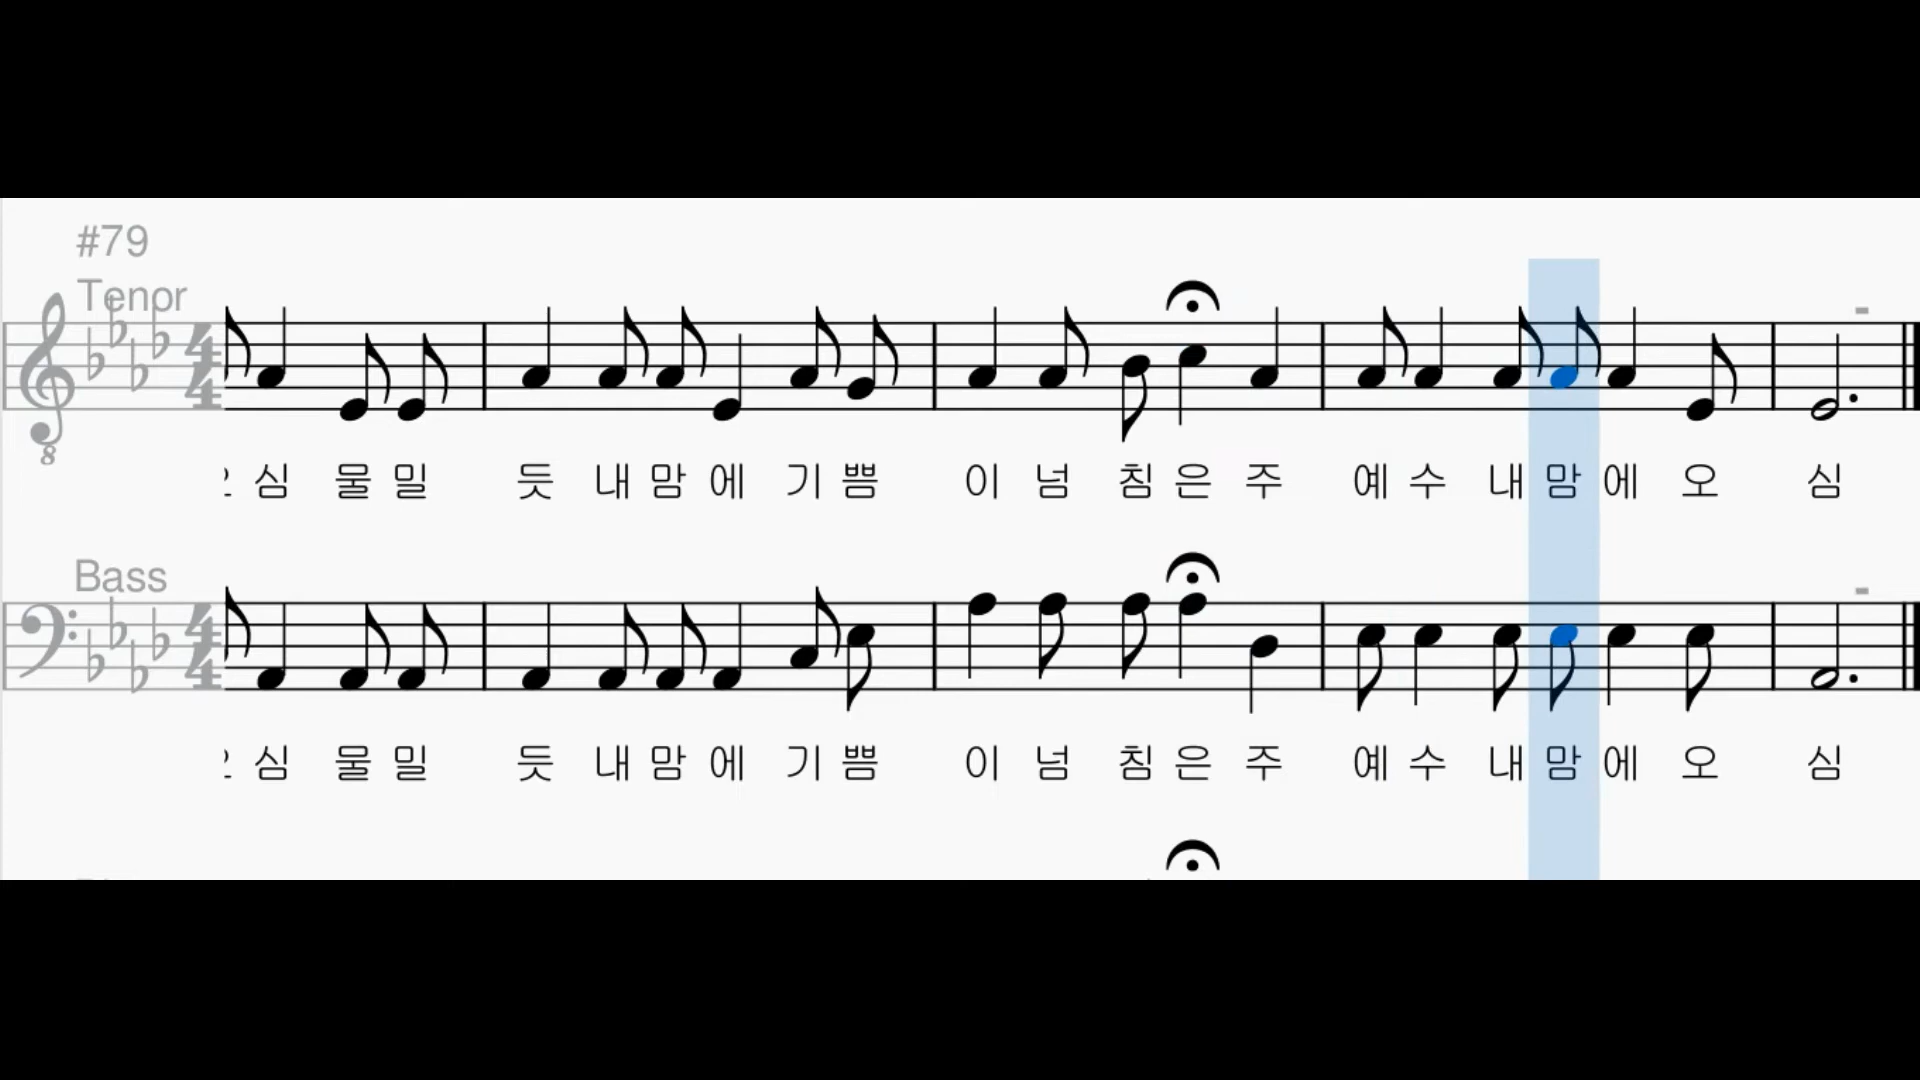 #79
Tenpr
심 물 밀 듯 내 맘 에 기 쁨 이 넘 침 은 주 예 수 내 맘 에 오 심
Bass
심 물 밀 듯 내 맘 에 기 쁨 이 넘 침 은 주 예 수 내 맘 에 오 심